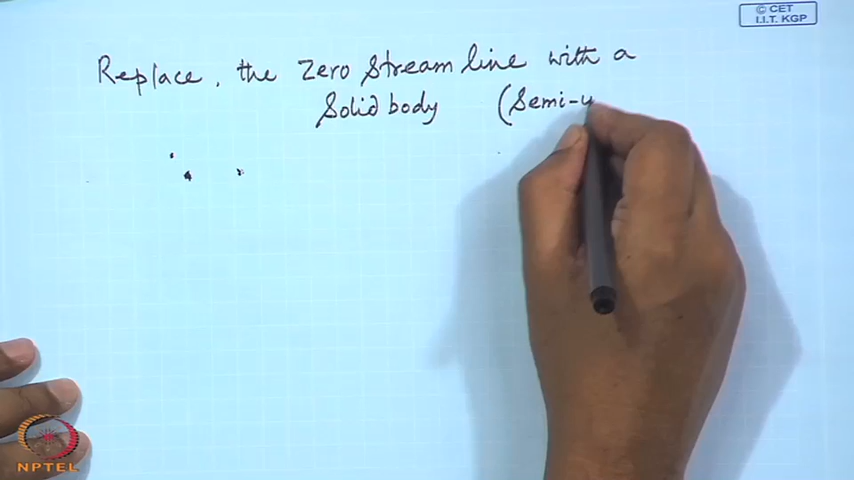 © CET
I.I.T. KGP
Replace, the Zero stream line with a
Solid body (Semi-
NPTEL